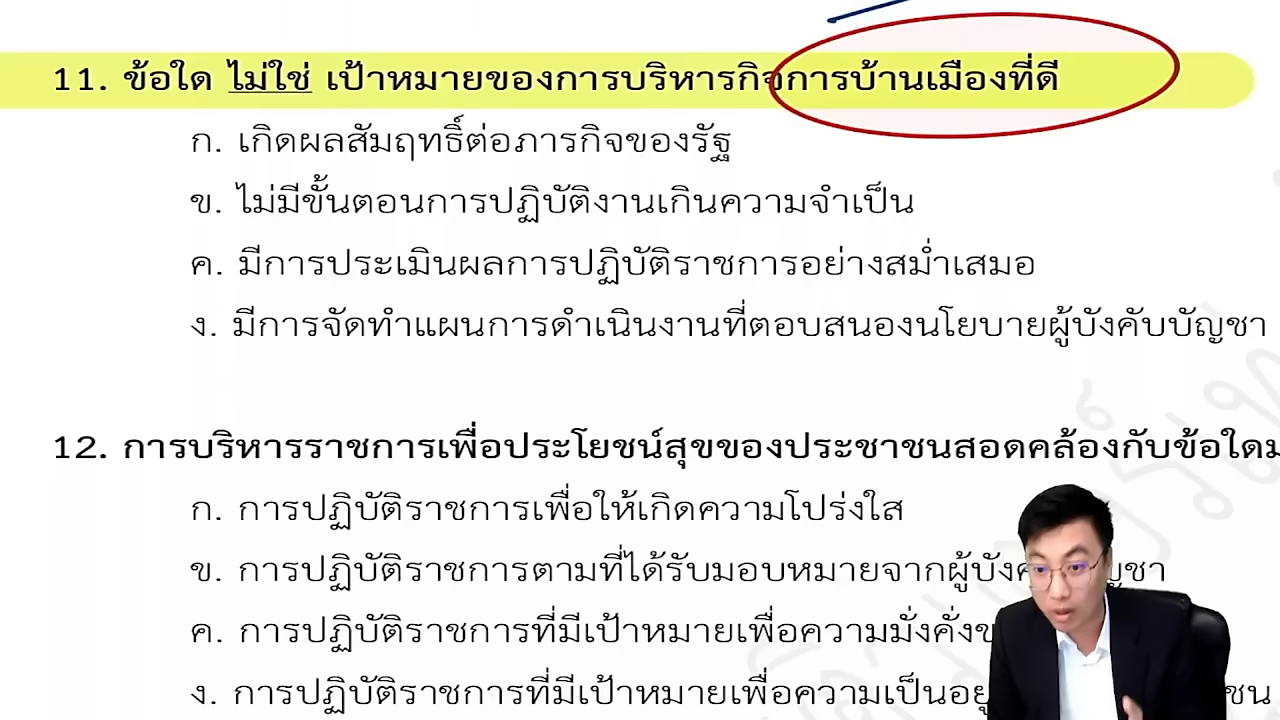 11. ข้อใด ไม่ใช่ เป้าหมายของการบริหารกิจการบ้านเมืองที่ดี
ก. เกิดผลสัมฤทธิ์ต่อภารกิจของรัฐ
ข. ไม่มีขั้นตอนการปฏิบัติงานเกินความจำเป็น
ค. มีการประเมินผลการปฏิบัติราชการอย่างสม่ำเสมอ
ง. มีการจัดทำแผนการดำเนินงานที่ตอบสนองนโยบายผู้บังคับบัญชา
12. การบริหารราชการเพื่อประโยชน์สุขของประชาชนสอดคล้องกับข้อใด
ก. การปฏิบัติราชการเพื่อให้เกิดความโปร่งใส
ข. การปฏิบัติราชการตามที่ได้รับมอบหมายจาก
ค. การปฏิบัติราชการที่มีเป้าหมายเพื่อความมั่งคั่ง
ง. การปฏิบัติราชการที่มีเป้าหมายเพื่อความเป็น